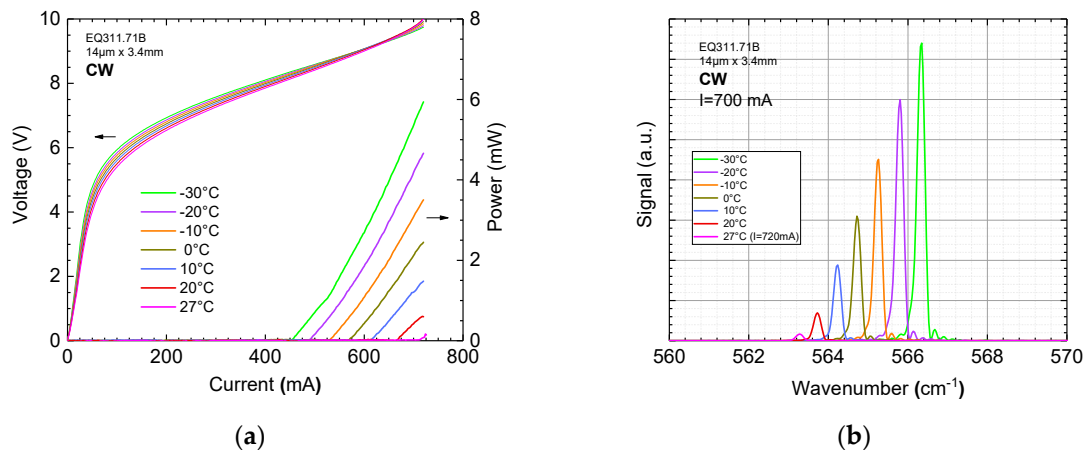 EQ311.71B
14µm x 3.4mm
CW
10
8
6
4
2
0
Voltage (V)
8
6
4
2
0
Power (mW)
-30°C
-20°C
-10°C
0°C
10°C
20°C
27°C
0 200 400 600 800
Current (mA)
(a)
EQ311.71B
14µm x 3.4mm
CW
I=700 mA
Signal (a.u.)
-30°C
-20°C
-10°C
0°C
10°C
20°C
27°C (I=720mA)
560 562 564 566 568 570
Wavenumber (cm⁻¹)
(b)